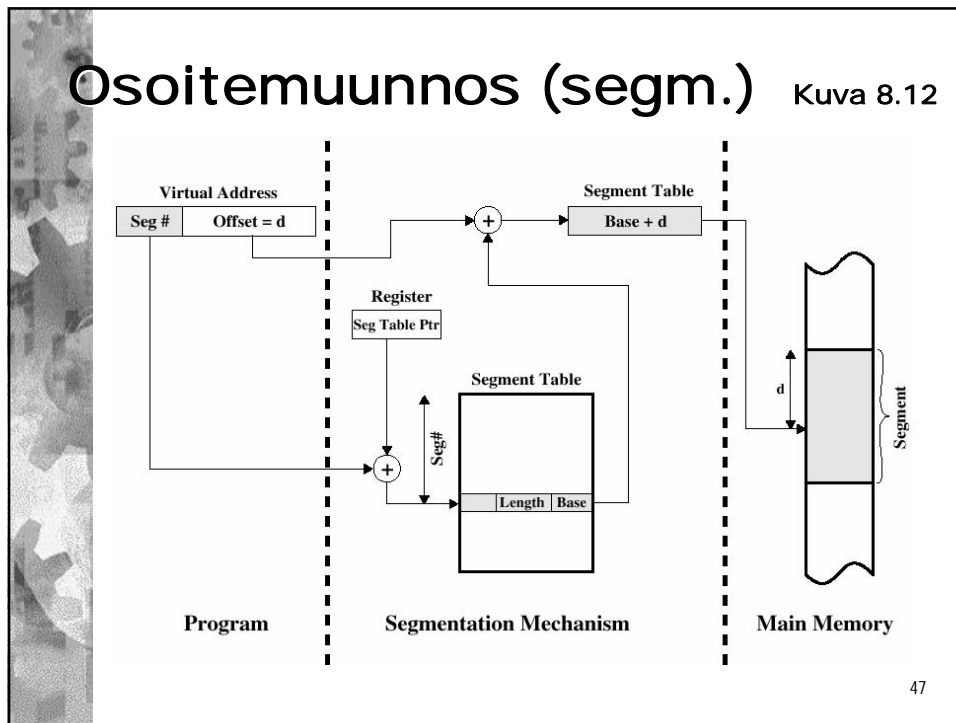 Osoitemuunnos (segm.) Kuva 8.12
Virtual Address
Seg # Offset = d
Segment Table
Base + d
+
Register
Seg Table Ptr
Segment Table
Seg#
+
Length Base
d
Segment
Program Segmentation Mechanism Main Memory
47